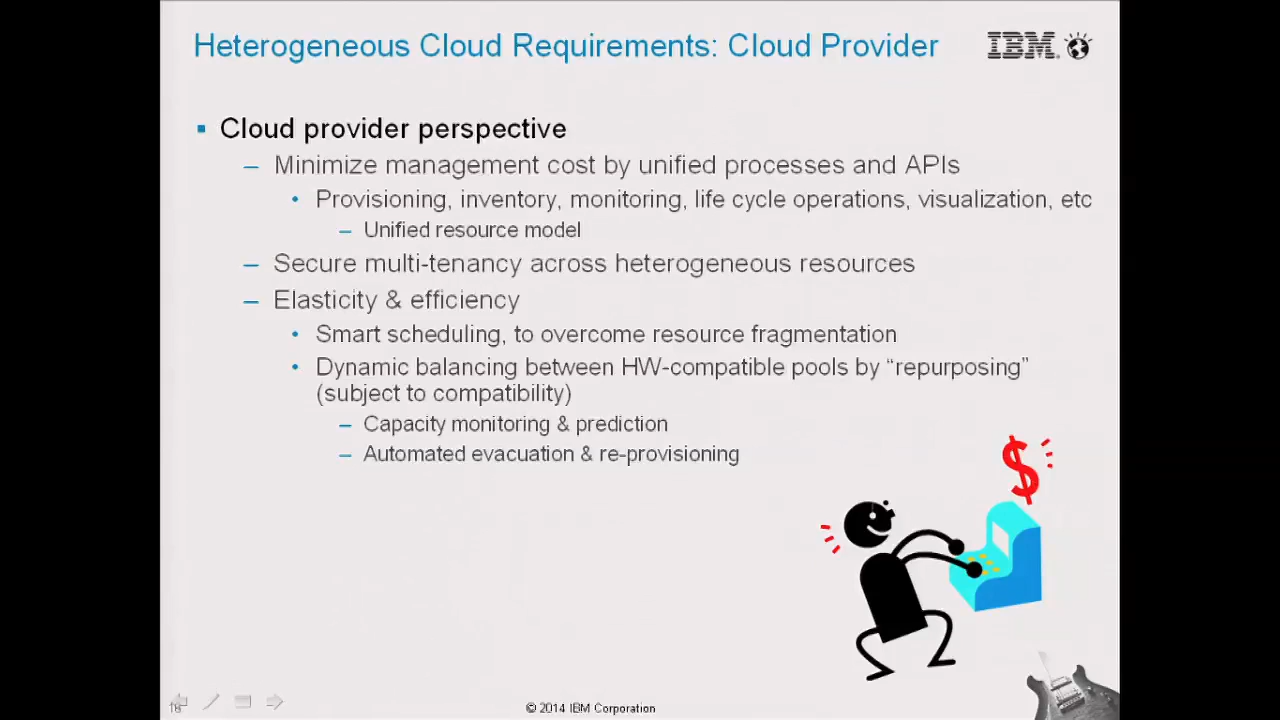 Heterogeneous Cloud Requirements: Cloud Provider
IBM
▪ Cloud provider perspective
– Minimize management cost by unified processes and APIs
• Provisioning, inventory, monitoring, life cycle operations, visualization, etc
– Unified resource model
– Secure multi-tenancy across heterogeneous resources
– Elasticity & efficiency
• Smart scheduling, to overcome resource fragmentation
• Dynamic balancing between HW-compatible pools by “repurposing”
(subject to compatibility)
– Capacity monitoring & prediction
– Automated evacuation & re-provisioning
$
18
© 2014 IBM Corporation